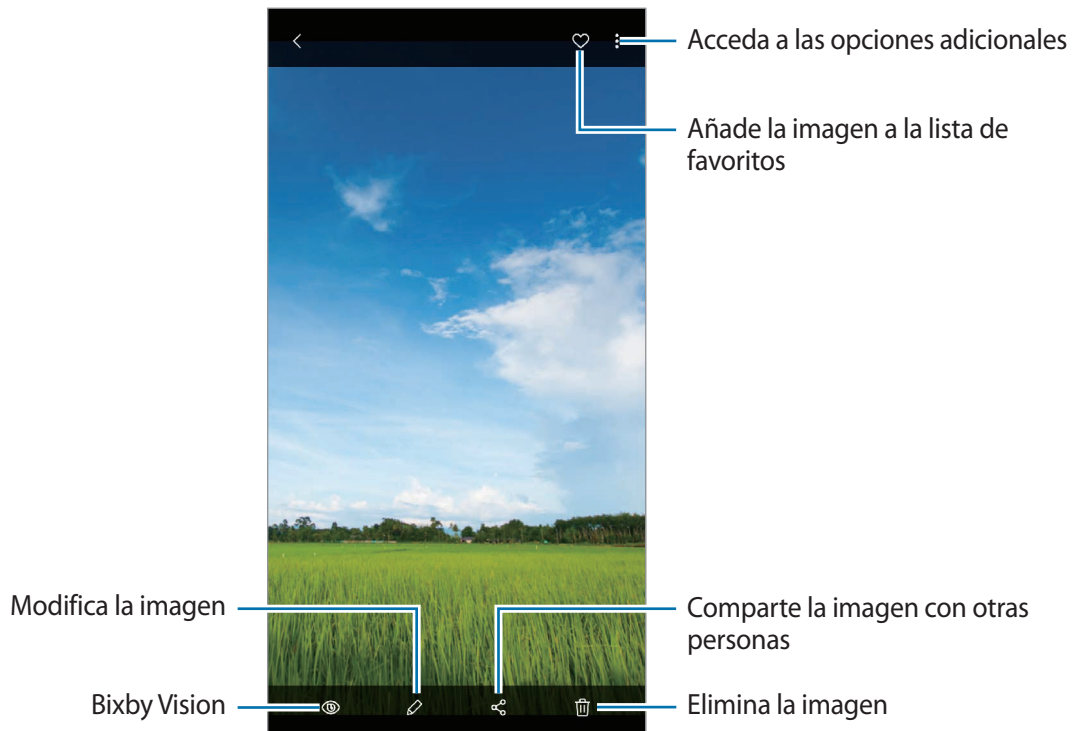 Acceda a las opciones adicionales
Añade la imagen a la lista de
favoritos
Modifica la imagen
Comparte la imagen con otras
personas
Bixby Vision
Elimina la imagen